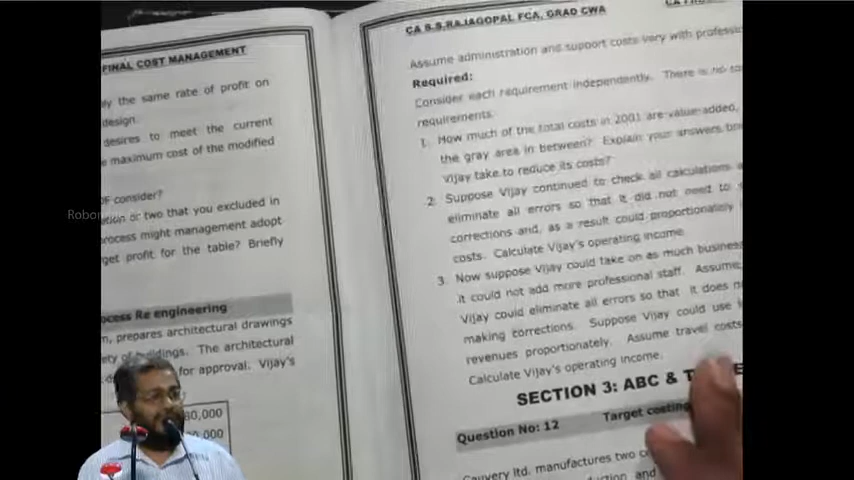 FINAL COST MANAGEMENT
ly the same rate of profit on
design.
desires to meet the current
e maximum cost of the modified
OF consider?
ation or two that you excluded in
process might management adopt
get profit for the table? Briefly
ocess Re engineering
n, prepares architectural drawings
ety of buildings. The architectural
for approval. Vijay's
80,000
CA B.S.RAJAGOPAL FCA, GRAD CWA
Assume administration and support costs vary with
Required:
Consider each requirement independently. There is no
requirements.
1. How much of the total costs in 2001 are value-added,
the gray area in between? Explain your answers
Vijay take to reduce its costs?
2. Suppose Vijay continued to check all calculations
eliminate all errors so that it did not need to
corrections and, as a result could proportionately
costs. Calculate Vijay's operating income.
3. Now suppose Vijay could take on as much business
it could not add more professional staff. Assume
Vijay could eliminate all errors so that it does
making corrections. Suppose Vijay could use
revenues proportionately. Assume travel costs
Calculate Vijay's operating income.
SECTION 3: ABC & T
Question No: 12 Target costing
Cauvery ltd. manufactures two